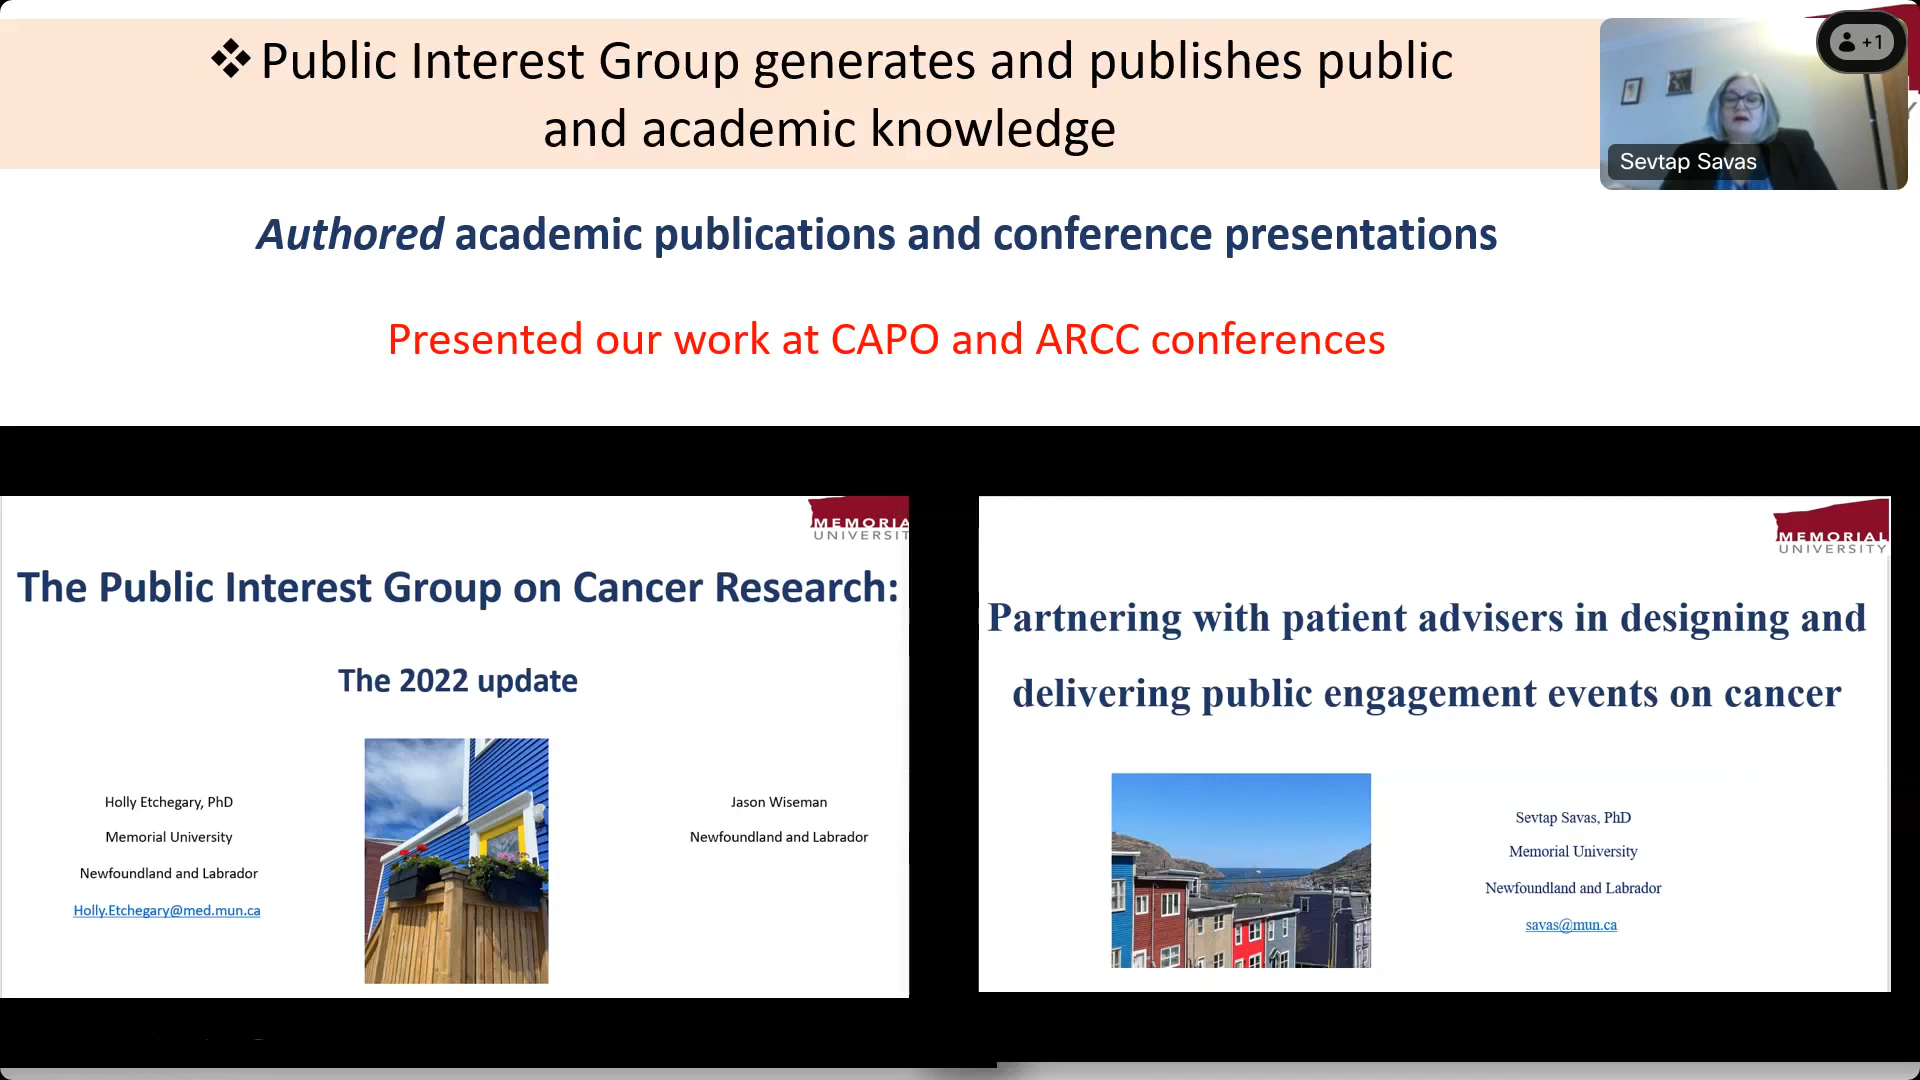 ❖Public Interest Group generates and publishes public
and academic knowledge
+1
Sevtap Savas
Authored academic publications and conference presentations
Presented our work at CAPO and ARCC conferences
MEMORIA
UNIVERSIT
The Public Interest Group on Cancer Research:
The 2022 update
Holly Etchegary, PhD
Memorial University
Newfoundland and Labrador
Holly.Etchegary@med.mun.ca
Jason Wiseman
Newfoundland and Labrador
MEMORIAL
UNIVERSITY
Partnering with patient advisers in designing and
delivering public engagement events on cancer
Sevtap Savas, PhD
Memorial University
Newfoundland and Labrador
savas@mun.ca